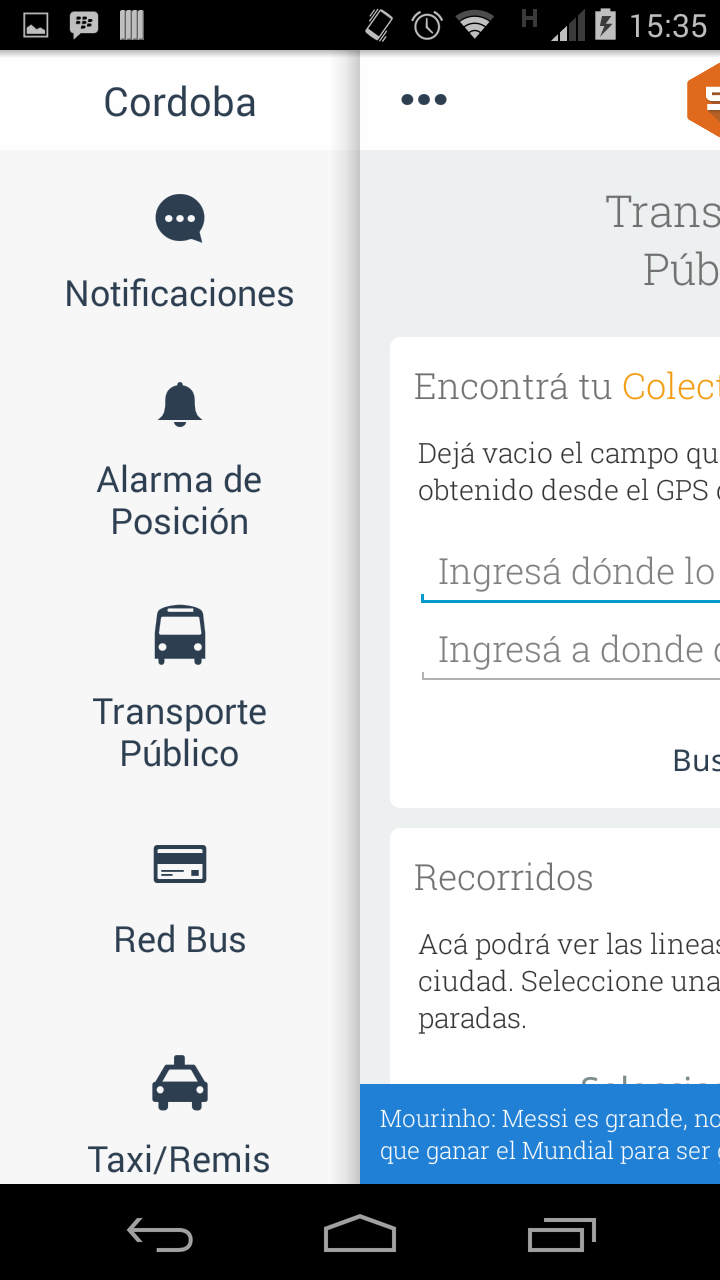 H 15:35
Cordoba
Notificaciones
Alarma de
Posición
Transporte
Público
Red Bus
Taxi/Remis
Trans
Púb
Encontrá tu Colect
Dejá vacio el campo qu
obtenido desde el GPS
Ingresá dónde lo
Ingresá a donde
Bus
Recorridos
Acá podrá ver las lineas
ciudad. Seleccione una
paradas.
Mourinho: Messi es grande, no
que ganar el Mundial para ser